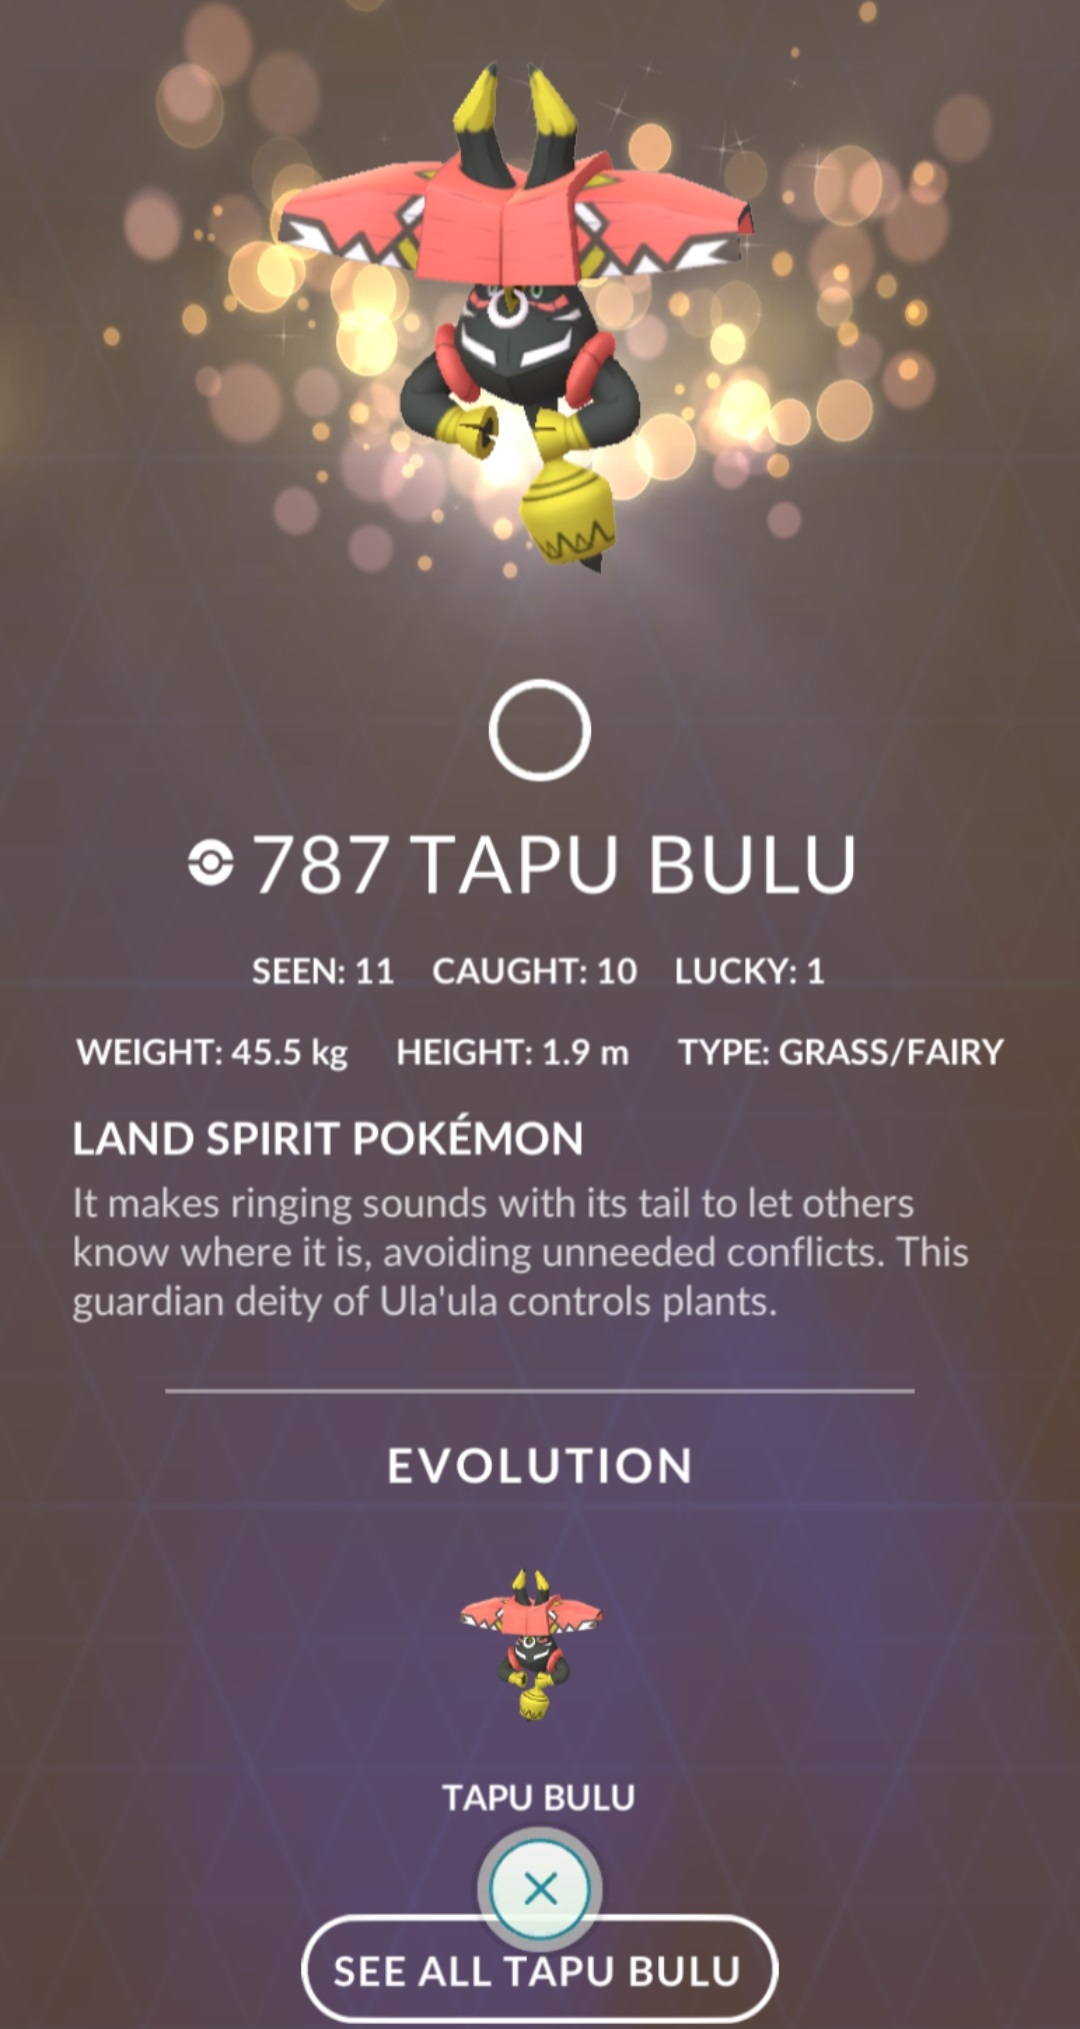 787 TAPU BULU
SEEN: 11 CAUGHT: 10 LUCKY: 1
WEIGHT: 45.5 kg HEIGHT: 1.9 m TYPE: GRASS/FAIRY
LAND SPIRIT POKÉMON
It makes ringing sounds with its tail to let others
know where it is, avoiding unneeded conflicts. This
guardian deity of Ula'ula controls plants.
EVOLUTION
TAPU BULU
SEE ALL TAPU BULU